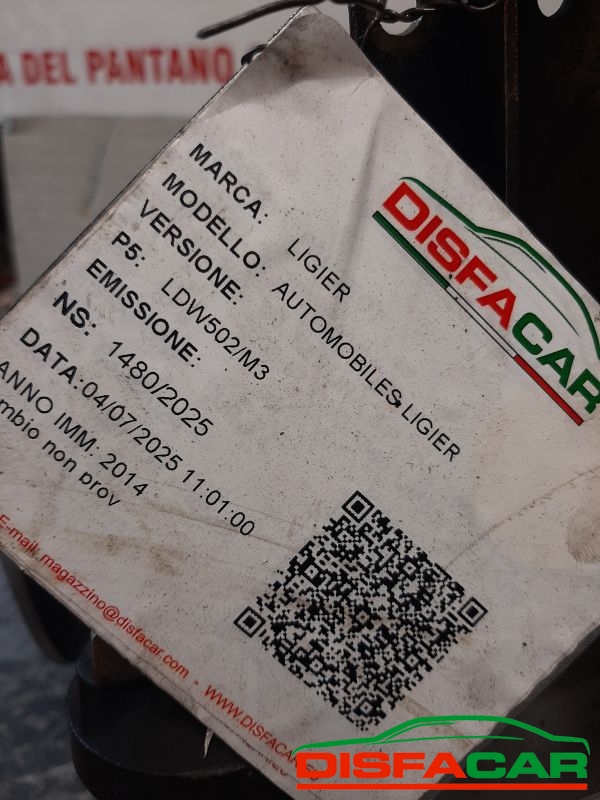 A DEL PANTANO
DISFACAR
MARCA: LIGIER
MODELLO: AUTOMOBILES LIGIER
VERSIONE:
P5: LDW502/M3
EMISSIONE:
NS: 1480/2025
DATA: 04/07/2025 11:01:00
ANNO IMM: 2014
mbio non prov
E-mail: magazzino@disfacar.com - WWW.DISFACAR
DISFACAR